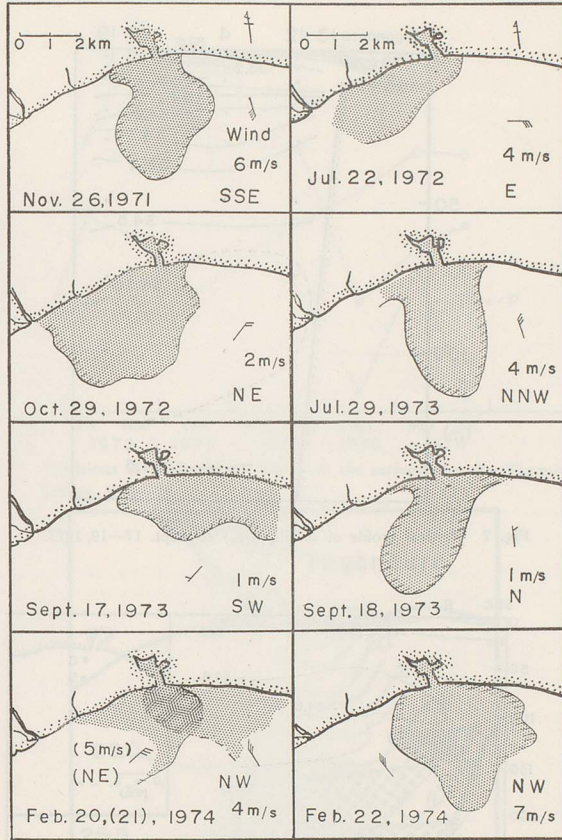 0 1 2 km
Wind
6 m/s
Nov. 26, 1971
SSE
0 1 2 km
4 m/s
Jul. 22, 1972
E
2 m/s
Oct. 29, 1972
NE
4 m/s
Jul. 29, 1973
NNW
1 m/s
Sept. 17, 1973
SW
1 m/s
Sept. 18, 1973
N
(5 m/s)
(NE)
NW
Feb. 20, (21), 1974
4 m/s
NW
Feb. 22, 1974
7 m/s